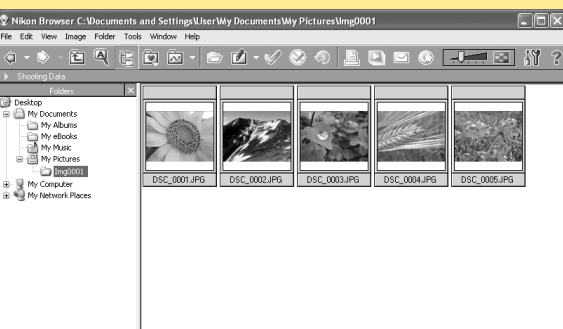 Nikon Browser C:\Documents and Settings\User\My Documents\My Pictures\Img0001
File Edit View Image Folder Tools Window Help
Shooting Data
Folders
Desktop
My Documents
My Albums
My eBooks
My Music
My Pictures
Img0001
My Computer
My Network Places
DSC_0001.JPG DSC_0002.JPG DSC_0003.JPG DSC_0004.JPG DSC_0005.JPG